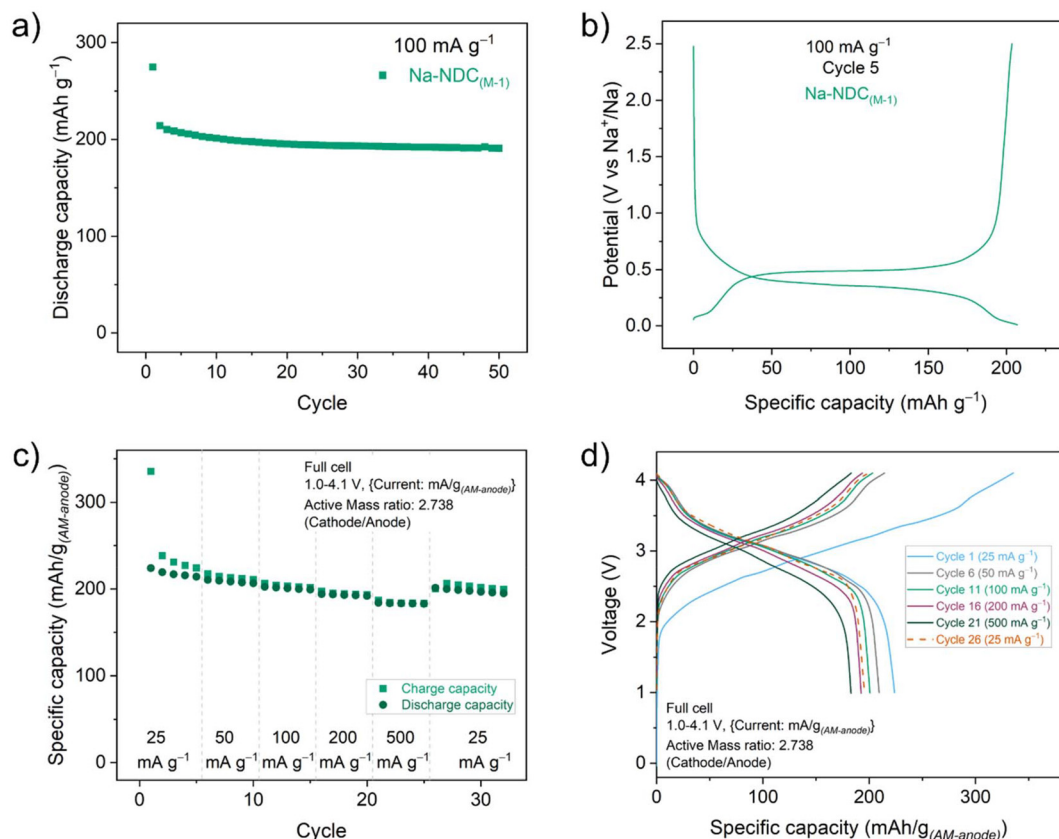 a)
300
200
100
0
Discharge capacity (mAh g⁻¹)
100 mA g⁻¹
Na-NDC(M-1)
0 10 20 30 40 50
Cycle
b)
2.5
2.0
1.5
1.0
0.5
0.0
Potential (V vs Na⁺/Na)
100 mA g⁻¹
Cycle 5
Na-NDC(M-1)
0 50 100 150 200
Specific capacity (mAh g⁻¹)
c)
300
200
100
0
Specific capacity (mAh/g(AM-anode))
Full cell
1.0-4.1 V, {Current: mA/g(AM-anode)}
Active Mass ratio: 2.738
(Cathode/Anode)
Charge capacity
Discharge capacity
25 50 100 200 500 25
mA g⁻¹ mA g⁻¹ mA g⁻¹ mA g⁻¹ mA g⁻¹ mA g⁻¹
0 10 20 30
Cycle
d)
4
3
2
1
Voltage (V)
Cycle 1 (25 mA g⁻¹)
Cycle 6 (50 mA g⁻¹)
Cycle 11 (100 mA g⁻¹)
Cycle 16 (200 mA g⁻¹)
Cycle 21 (500 mA g⁻¹)
Cycle 26 (25 mA g⁻¹)
Full cell
1.0-4.1 V, {Current: mA/g(AM-anode)}
Active Mass ratio: 2.738
(Cathode/Anode)
0 100 200 300
Specific capacity (mAh/g(AM-anode))